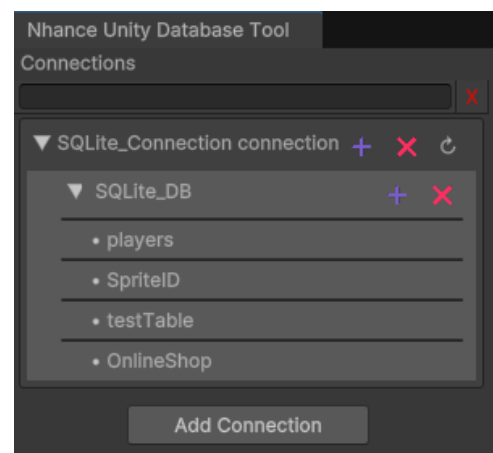 Nhance Unity Database Tool
Connections
X
▼ SQLite_Connection connection + × ↻
▼ SQLite_DB + ×
• players
• SpriteID
• testTable
• OnlineShop
Add Connection